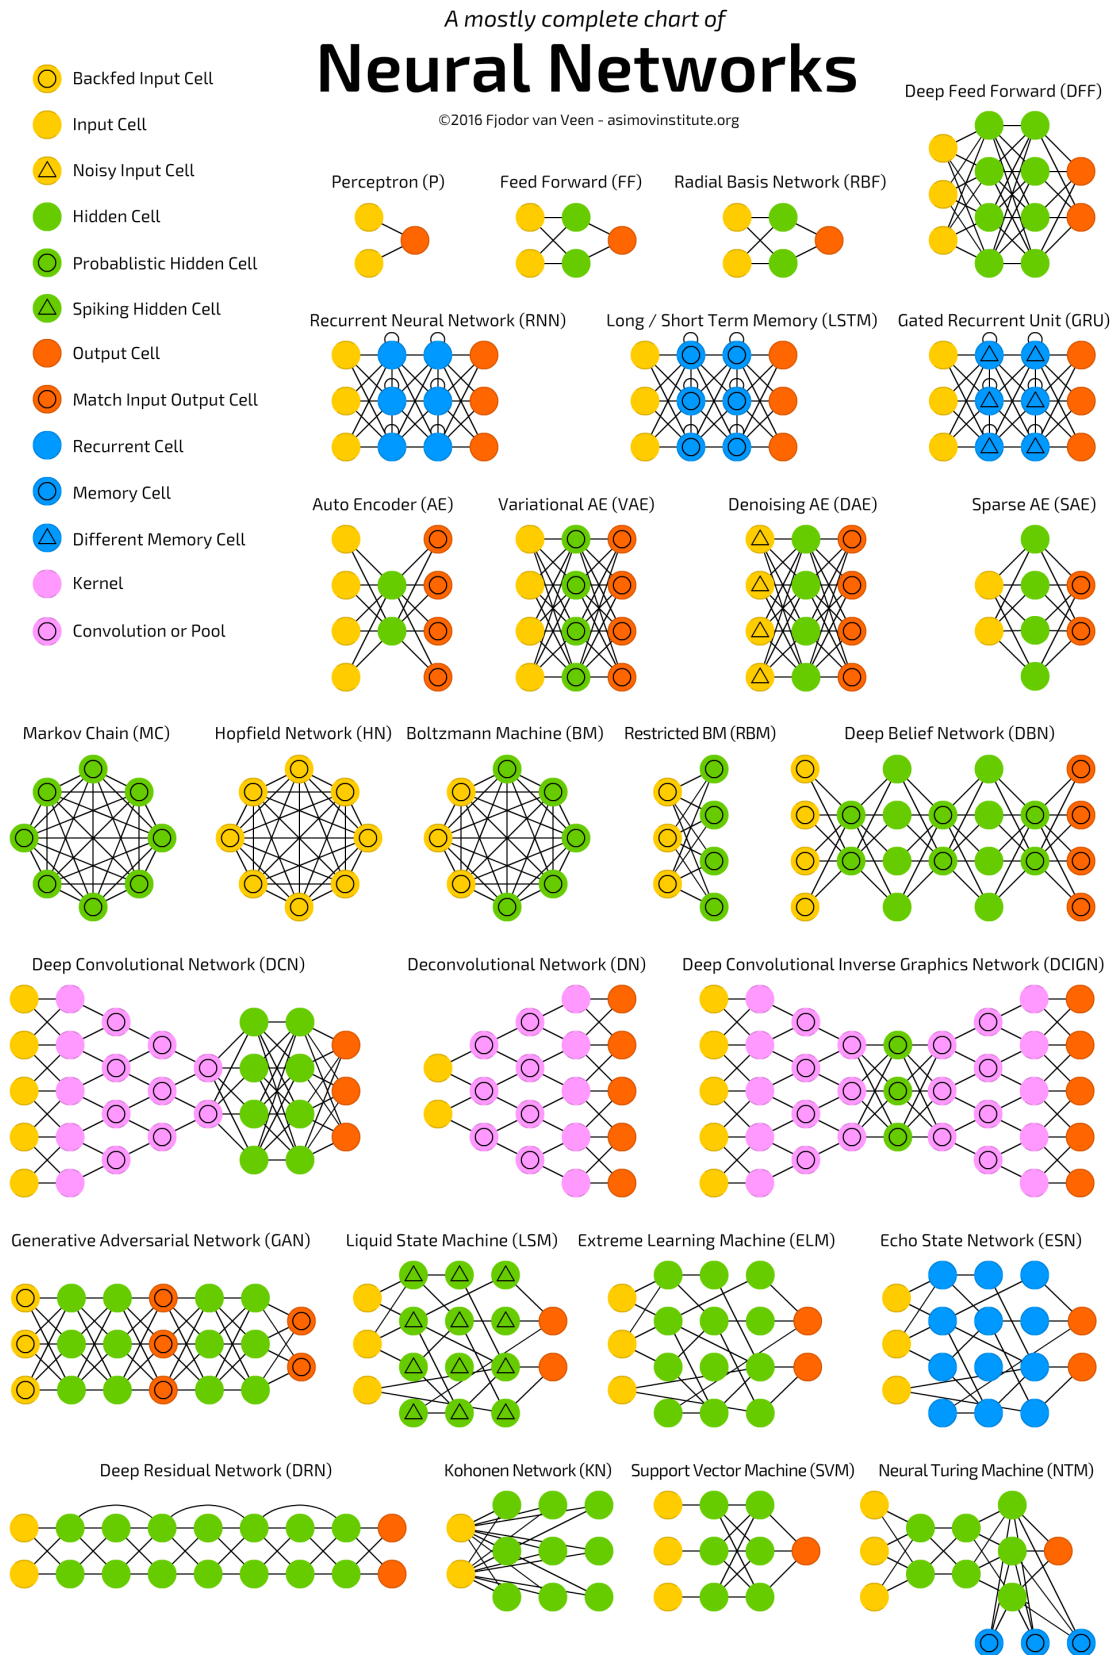 A mostly complete chart of
Neural Networks
©2016 Fjodor van Veen - asimovinstitute.org
Backfed Input Cell
Input Cell
Noisy Input Cell
Hidden Cell
Probablistic Hidden Cell
Spiking Hidden Cell
Output Cell
Match Input Output Cell
Recurrent Cell
Memory Cell
Different Memory Cell
Kernel
Convolution or Pool
Deep Feed Forward (DFF)
Perceptron (P)
Feed Forward (FF)
Radial Basis Network (RBF)
Recurrent Neural Network (RNN)
Long / Short Term Memory (LSTM)
Gated Recurrent Unit (GRU)
Auto Encoder (AE)
Variational AE (VAE)
Denoising AE (DAE)
Sparse AE (SAE)
Markov Chain (MC)
Hopfield Network (HN)
Boltzmann Machine (BM)
Restricted BM (RBM)
Deep Belief Network (DBN)
Deep Convolutional Network (DCN)
Deconvolutional Network (DN)
Deep Convolutional Inverse Graphics Network (DCIGN)
Generative Adversarial Network (GAN)
Liquid State Machine (LSM)
Extreme Learning Machine (ELM)
Echo State Network (ESN)
Deep Residual Network (DRN)
Kohonen Network (KN)
Support Vector Machine (SVM)
Neural Turing Machine (NTM)